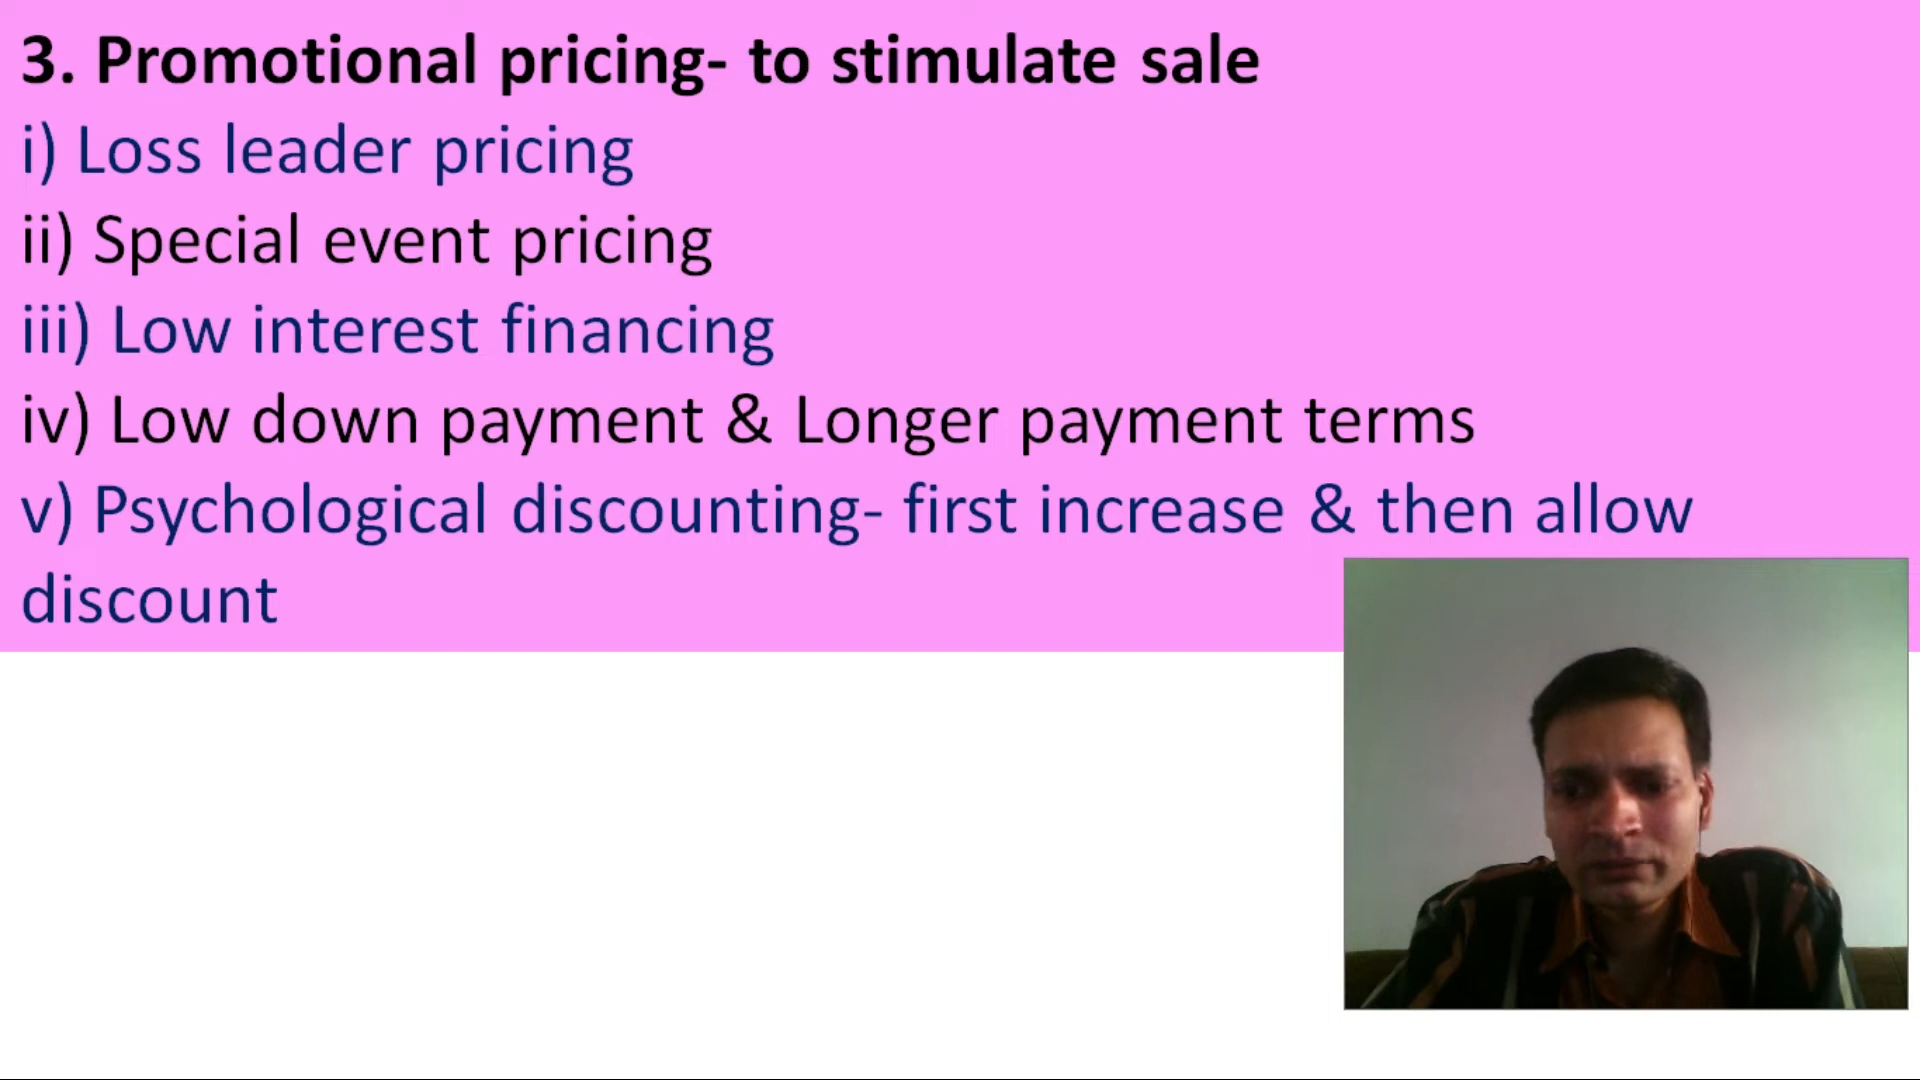 3. Promotional pricing- to stimulate sale
i) Loss leader pricing
ii) Special event pricing
iii) Low interest financing
iv) Low down payment & Longer payment terms
v) Psychological discounting- first increase & then allow
discount